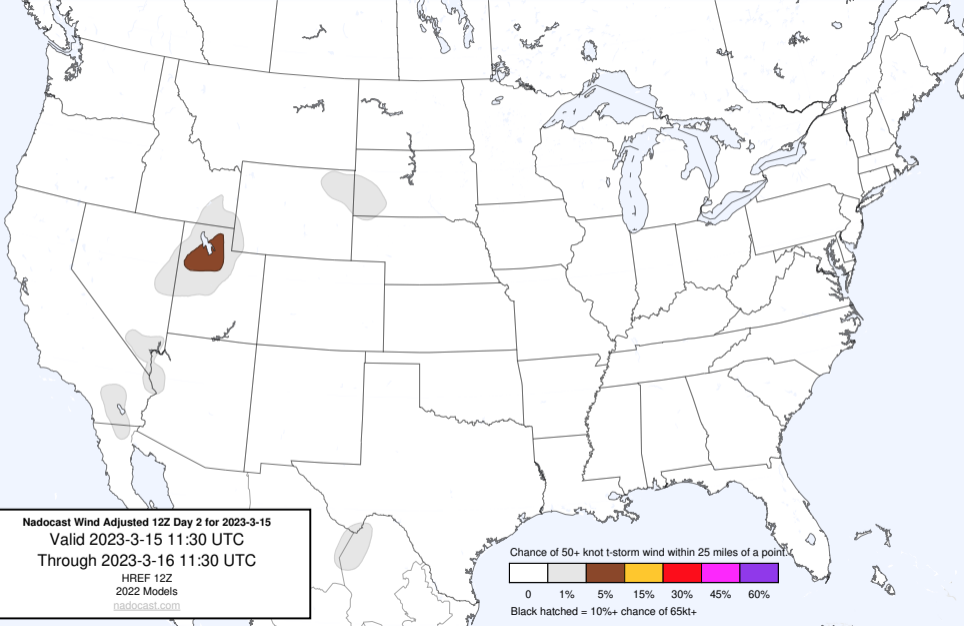 Nadocast Wind Adjusted 12Z Day 2 for 2023-3-15
Valid 2023-3-15 11:30 UTC
Through 2023-3-16 11:30 UTC
HREF 12Z
2022 Models
nadocast.com
Chance of 50+ knot t-storm wind within 25 miles of a point.
0 1% 5% 15% 30% 45% 60%
Black hatched = 10%+ chance of 65kt+